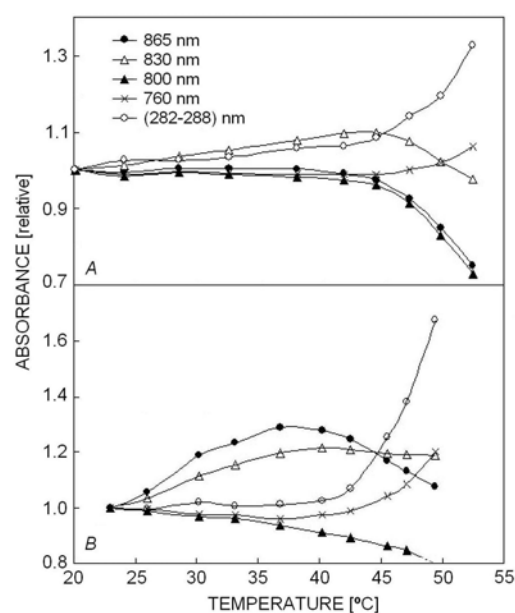 1.3
1.1
0.9
0.7
865 nm
830 nm
800 nm
760 nm
(282-288) nm
A
ABSORBANCE [relative]
1.6
1.4
1.2
1.0
0.8
B
20 25 30 35 40 45 50 55
TEMPERATURE [ºC]